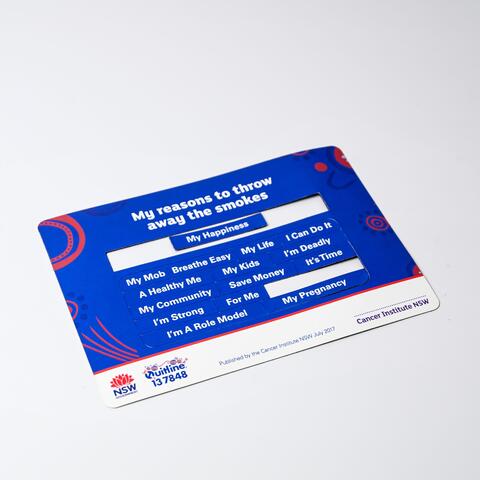 My reasons to throw
away the smokes
My Happiness
My Mob Breathe Easy My Life I Can Do It
A Healthy Me My Kids I'm Deadly
My Community Save Money It's Time
I'm Strong For Me My Pregnancy
I'm A Role Model
NSW
Quitline
13 7848
Published by the Cancer Institute NSW July 2017
Cancer Institute NSW